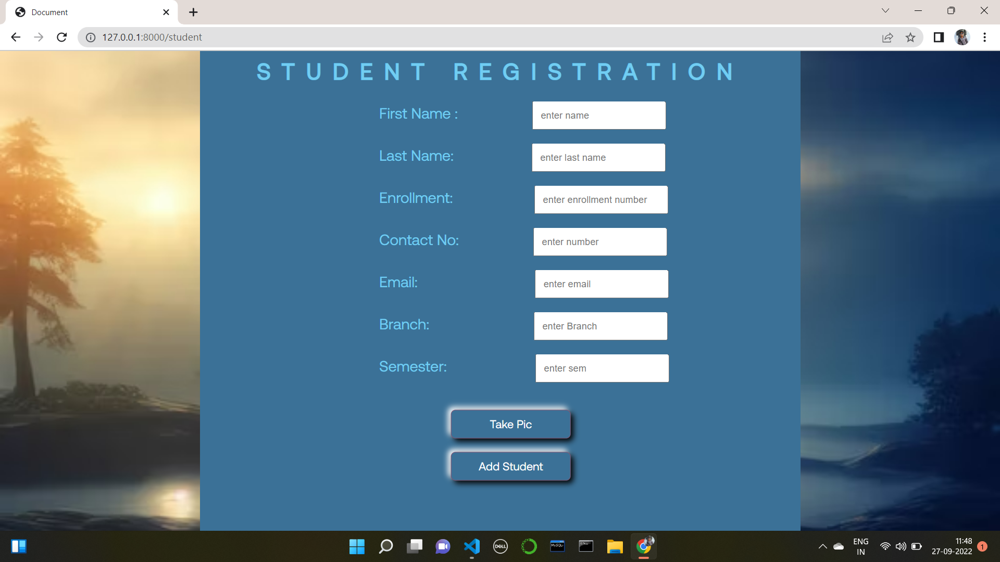 Document
127.0.0.1:8000/student
STUDENT REGISTRATION
First Name : enter name
Last Name: enter last name
Enrollment: enter enrollment number
Contact No: enter number
Email: enter email
Branch: enter Branch
Semester: enter sem
Take Pic
Add Student
DELL
MySQL
ENG
IN
11:48
27-09-2022
1